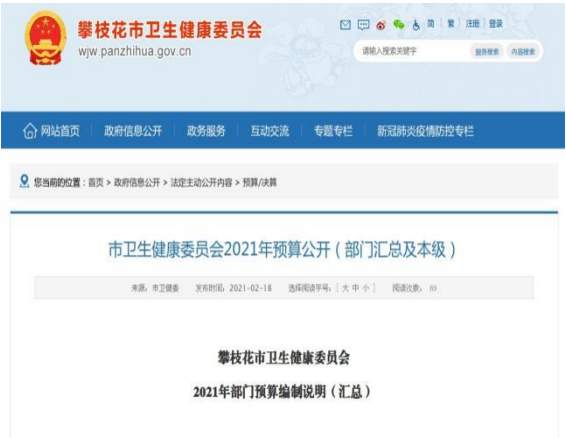 攀枝花市卫生健康委员会
wjw.panzhihua.gov.cn
简 繁 注册 登录
请输入搜索关键字 服务搜索 内容搜索
网站首页 政府信息公开 政务服务 互动交流 专题专栏 新冠肺炎疫情防控专栏
您当前的位置：首页 > 政府信息公开 > 法定主动公开内容 > 预算/决算
市卫生健康委员会2021年预算公开（部门汇总及本级）
来源：市卫健委 发布时间：2021-02-18 选择阅读字号：[ 大 中 小 ] 阅读次数： 69
攀枝花市卫生健康委员会
2021年部门预算编制说明（汇总）